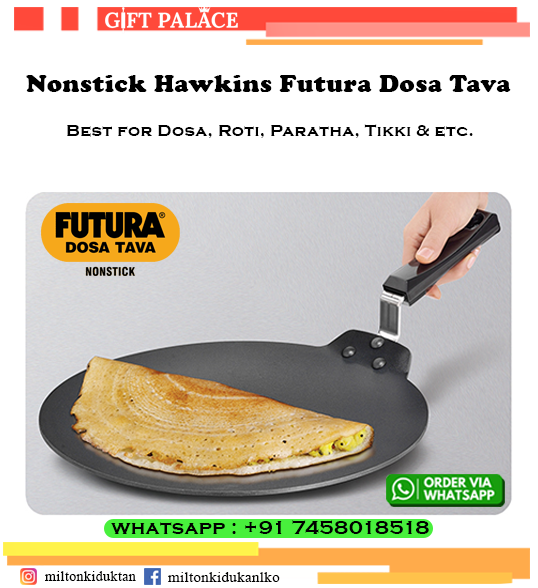 GIFT PALACE
Nonstick Hawkins Futura Dosa Tava
Best for Dosa, Roti, Paratha, Tikki & etc.
FUTURA®
DOSA TAVA
NONSTICK
ORDER VIA
WHATSAPP
WHATSAPP : +91 7458018518
miltonkiduktan miltonkidukanlko